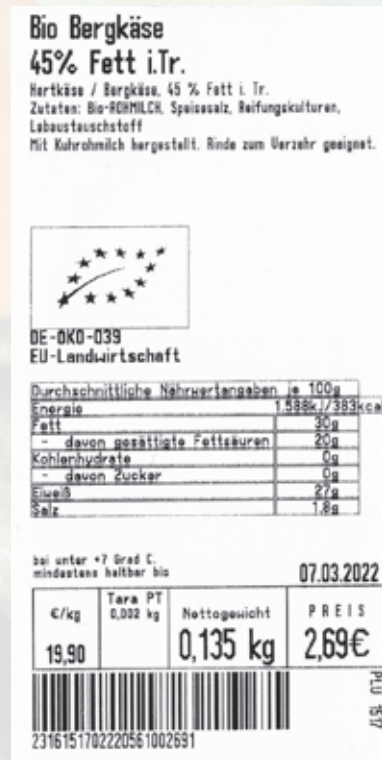 Bio Bergkäse
45% Fett i.Tr.
Hartkäse / Bergkäse, 45 % Fett i. Tr.
Zutaten: Bio-ROHMILCH, Speisesalz, Reifungskulturen,
Labaustauschstoff
Mit Kuhrohmilch hergestellt. Rinde zum Verzehr geeignet.
DE-ÖKO-039
EU-Landwirtschaft
Durchschnittliche Nährwertangaben je 100g
Energie 1.588kJ/383kcal
Fett 30g
- davon gesättigte Fettsäuren 20g
Kohlenhydrate 0g
- davon Zucker 0g
Eiweiß 27g
Salz 1,8g
bei unter +7 Grad C.
mindestens haltbar bis 07.03.2022
€/kg Tara PT Nettogewicht PREIS
0,002 kg
19,90 0,135 kg 2,69€
PLU 1517
2316151702220561002691